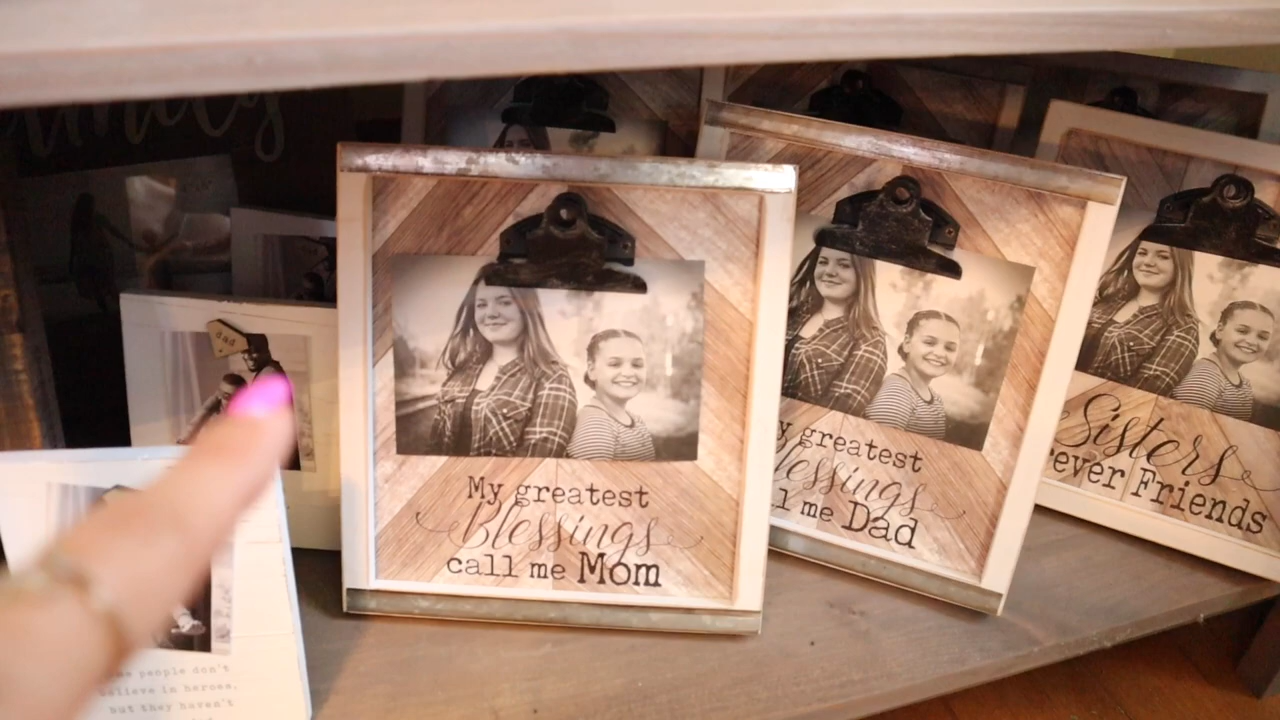 dad
My greatest
Blessings
call me Mom
y greatest
lessings
l me Dad
Sisters
ever Friends
e people don't
elieve in heroes,
but they haven't